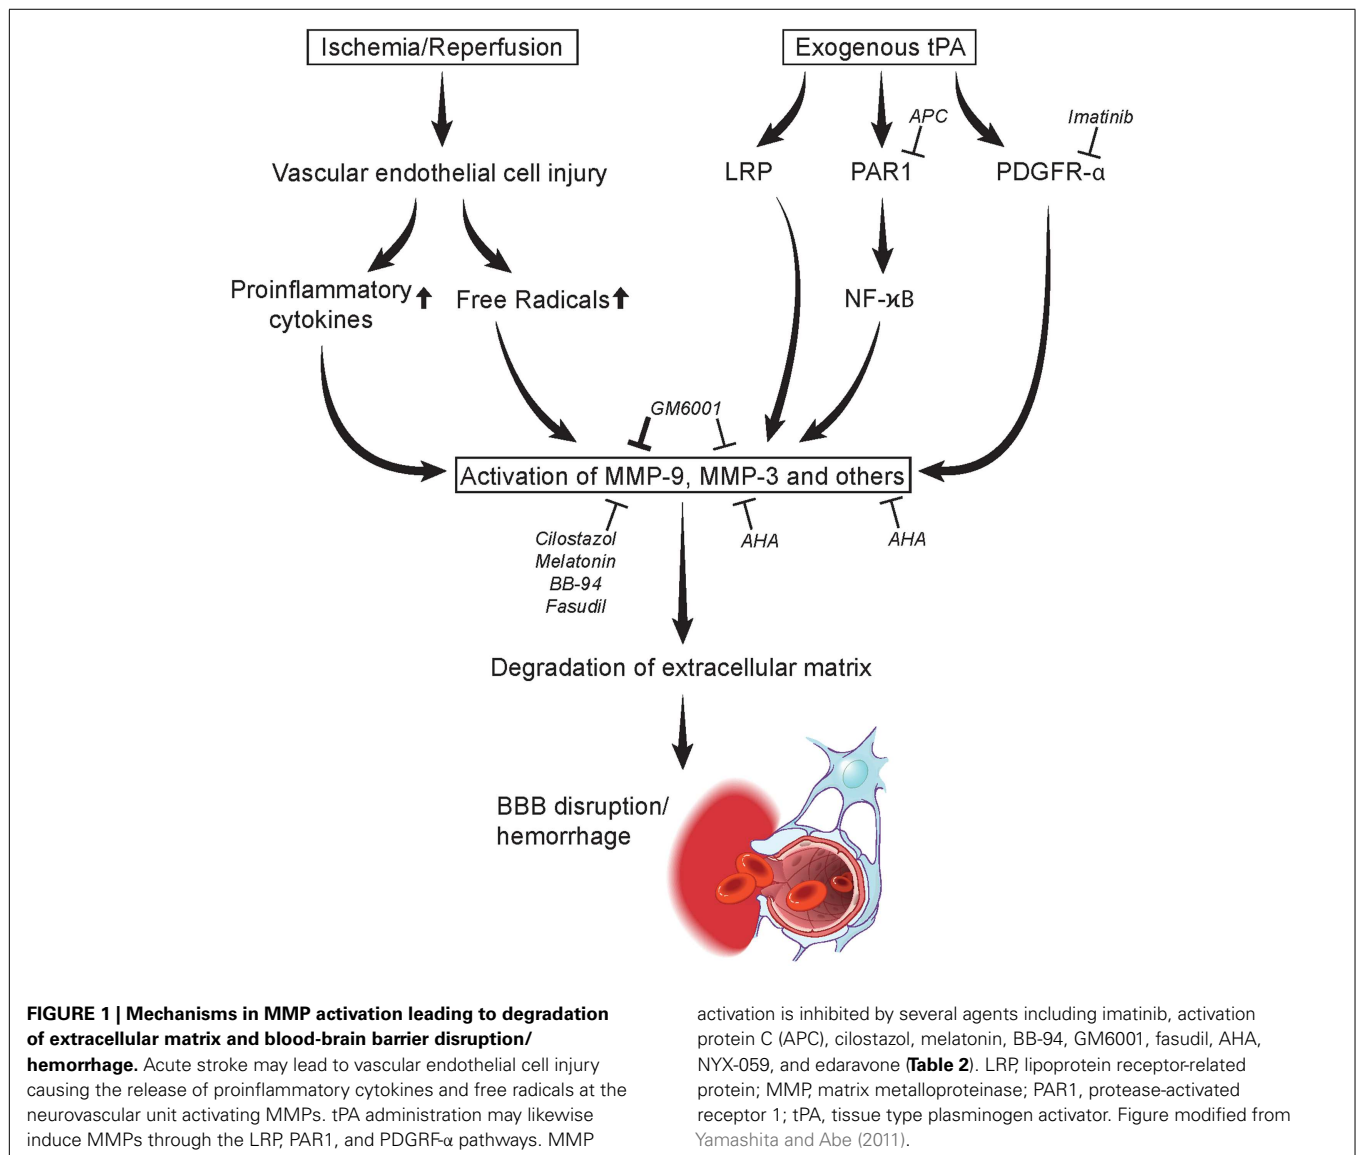 Ischemia/Reperfusion
Exogenous tPA
APC
Imatinib
Vascular endothelial cell injury
LRP
PAR1
PDGFR-α
Proinflammatory
cytokines
Free Radicals
NF-ϰB
GM6001
Activation of MMP-9, MMP-3 and others
Cilostazol
Melatonin
BB-94
Fasudil
AHA
AHA
Degradation of extracellular matrix
BBB disruption/
hemorrhage
FIGURE 1 | Mechanisms in MMP activation leading to degradation
of extracellular matrix and blood-brain barrier disruption/
hemorrhage. Acute stroke may lead to vascular endothelial cell injury
causing the release of proinflammatory cytokines and free radicals at the
neurovascular unit activating MMPs. tPA administration may likewise
induce MMPs through the LRP, PAR1, and PDGRF-α pathways. MMP
activation is inhibited by several agents including imatinib, activation
protein C (APC), cilostazol, melatonin, BB-94, GM6001, fasudil, AHA,
NYX-059, and edaravone (Table 2). LRP, lipoprotein receptor-related
protein; MMP, matrix metalloproteinase; PAR1, protease-activated
receptor 1; tPA, tissue type plasminogen activator. Figure modified from
Yamashita and Abe (2011).